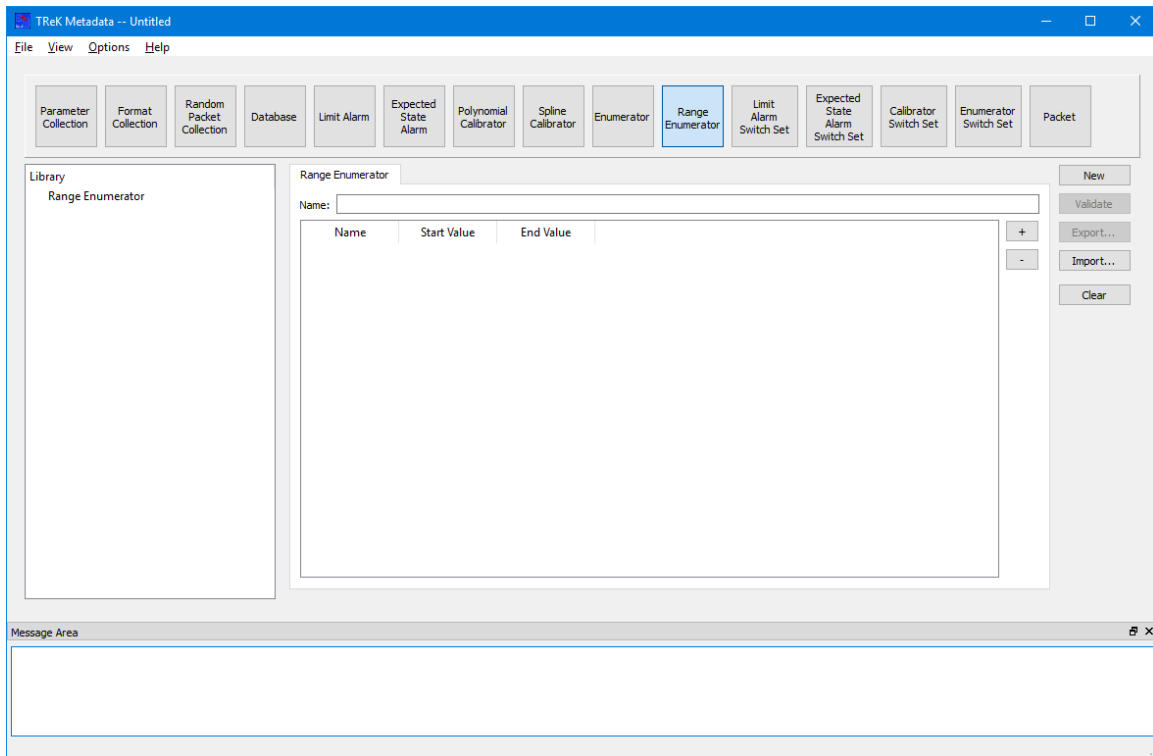 TReK Metadata -- Untitled
File View Options Help
Parameter Collection
Format Collection
Random Packet Collection
Database
Limit Alarm
Expected State Alarm
Polynomial Calibrator
Spline Calibrator
Enumerator
Range Enumerator
Limit Alarm Switch Set
Expected State Alarm Switch Set
Calibrator Switch Set
Enumerator Switch Set
Packet
Library
Range Enumerator
Range Enumerator
Name:
Name Start Value End Value
+
-
New
Validate
Export...
Import...
Clear
Message Area